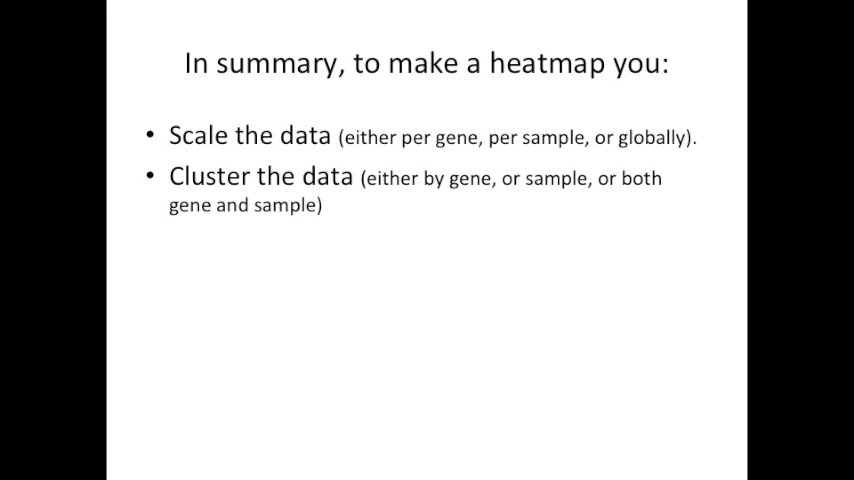 In summary, to make a heatmap you:
• Scale the data (either per gene, per sample, or globally).
• Cluster the data (either by gene, or sample, or both
gene and sample)